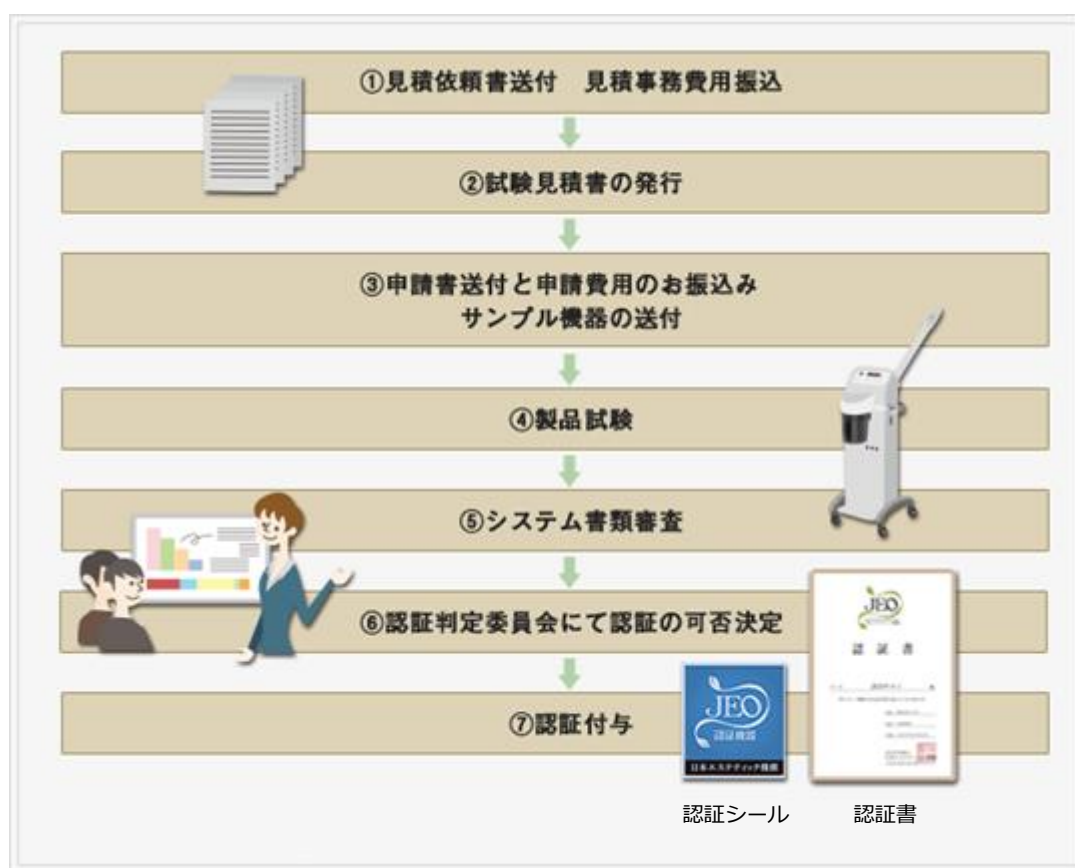 ①見積依頼書送付　見積事務費用振込
②試験見積書の発行
③申請書送付と申請費用のお振込み
サンプル機器の送付
④製品試験
⑤システム書類審査
⑥認証判定委員会にて認証の可否決定
⑦認証付与
JEO
認証書
JEO
認証機器
日本エステティック機構
認証シール
認証書